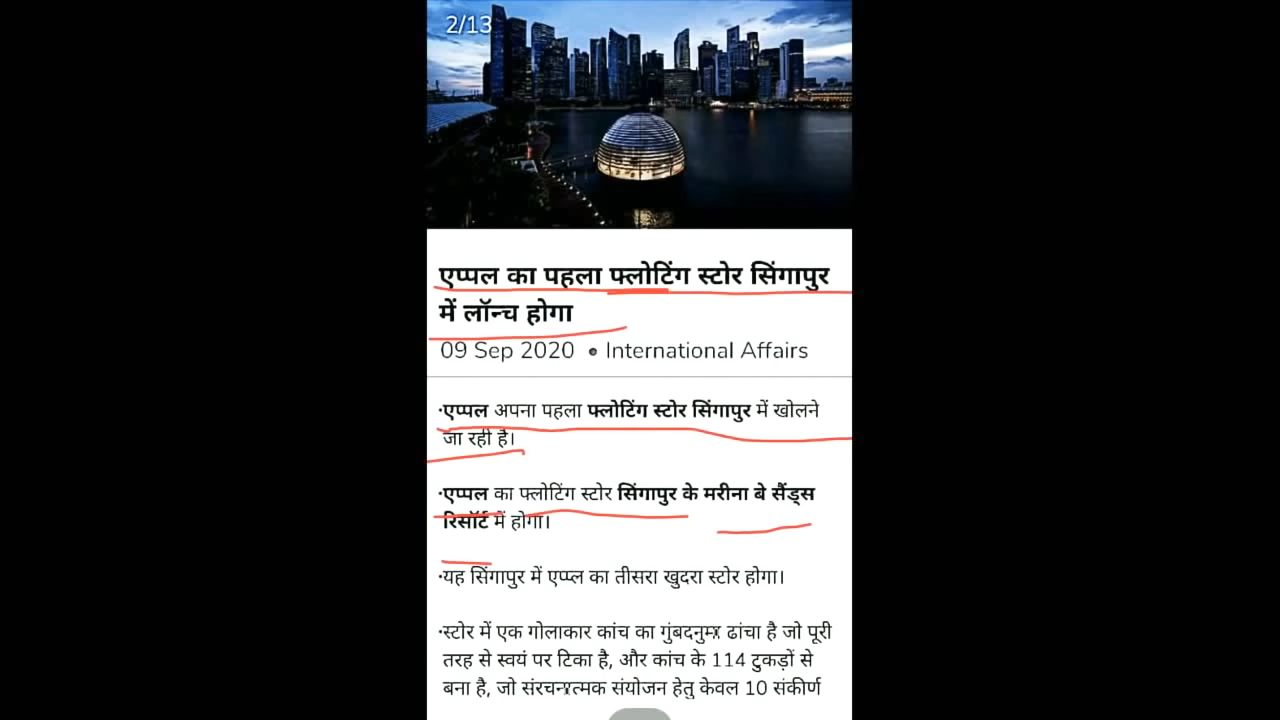 2/13
एप्पल का पहला फ्लोटिंग स्टोर सिंगापुर
में लॉन्च होगा
09 Sep 2020 • International Affairs
·एप्पल अपना पहला फ्लोटिंग स्टोर सिंगापुर में खोलने
जा रही है।
·एप्पल का फ्लोटिंग स्टोर सिंगापुर के मरीना बे सैंड्स
रिसॉर्ट में होगा।
·यह सिंगापुर में एप्प्ल का तीसरा खुदरा स्टोर होगा।
·स्टोर में एक गोलाकार कांच का गुंबदनुमा ढांचा है जो पूरी
तरह से स्वयं पर टिका है, और कांच के 114 टुकड़ों से
बना है, जो संरचनात्मक संयोजन हेतु केवल 10 संकीर्ण